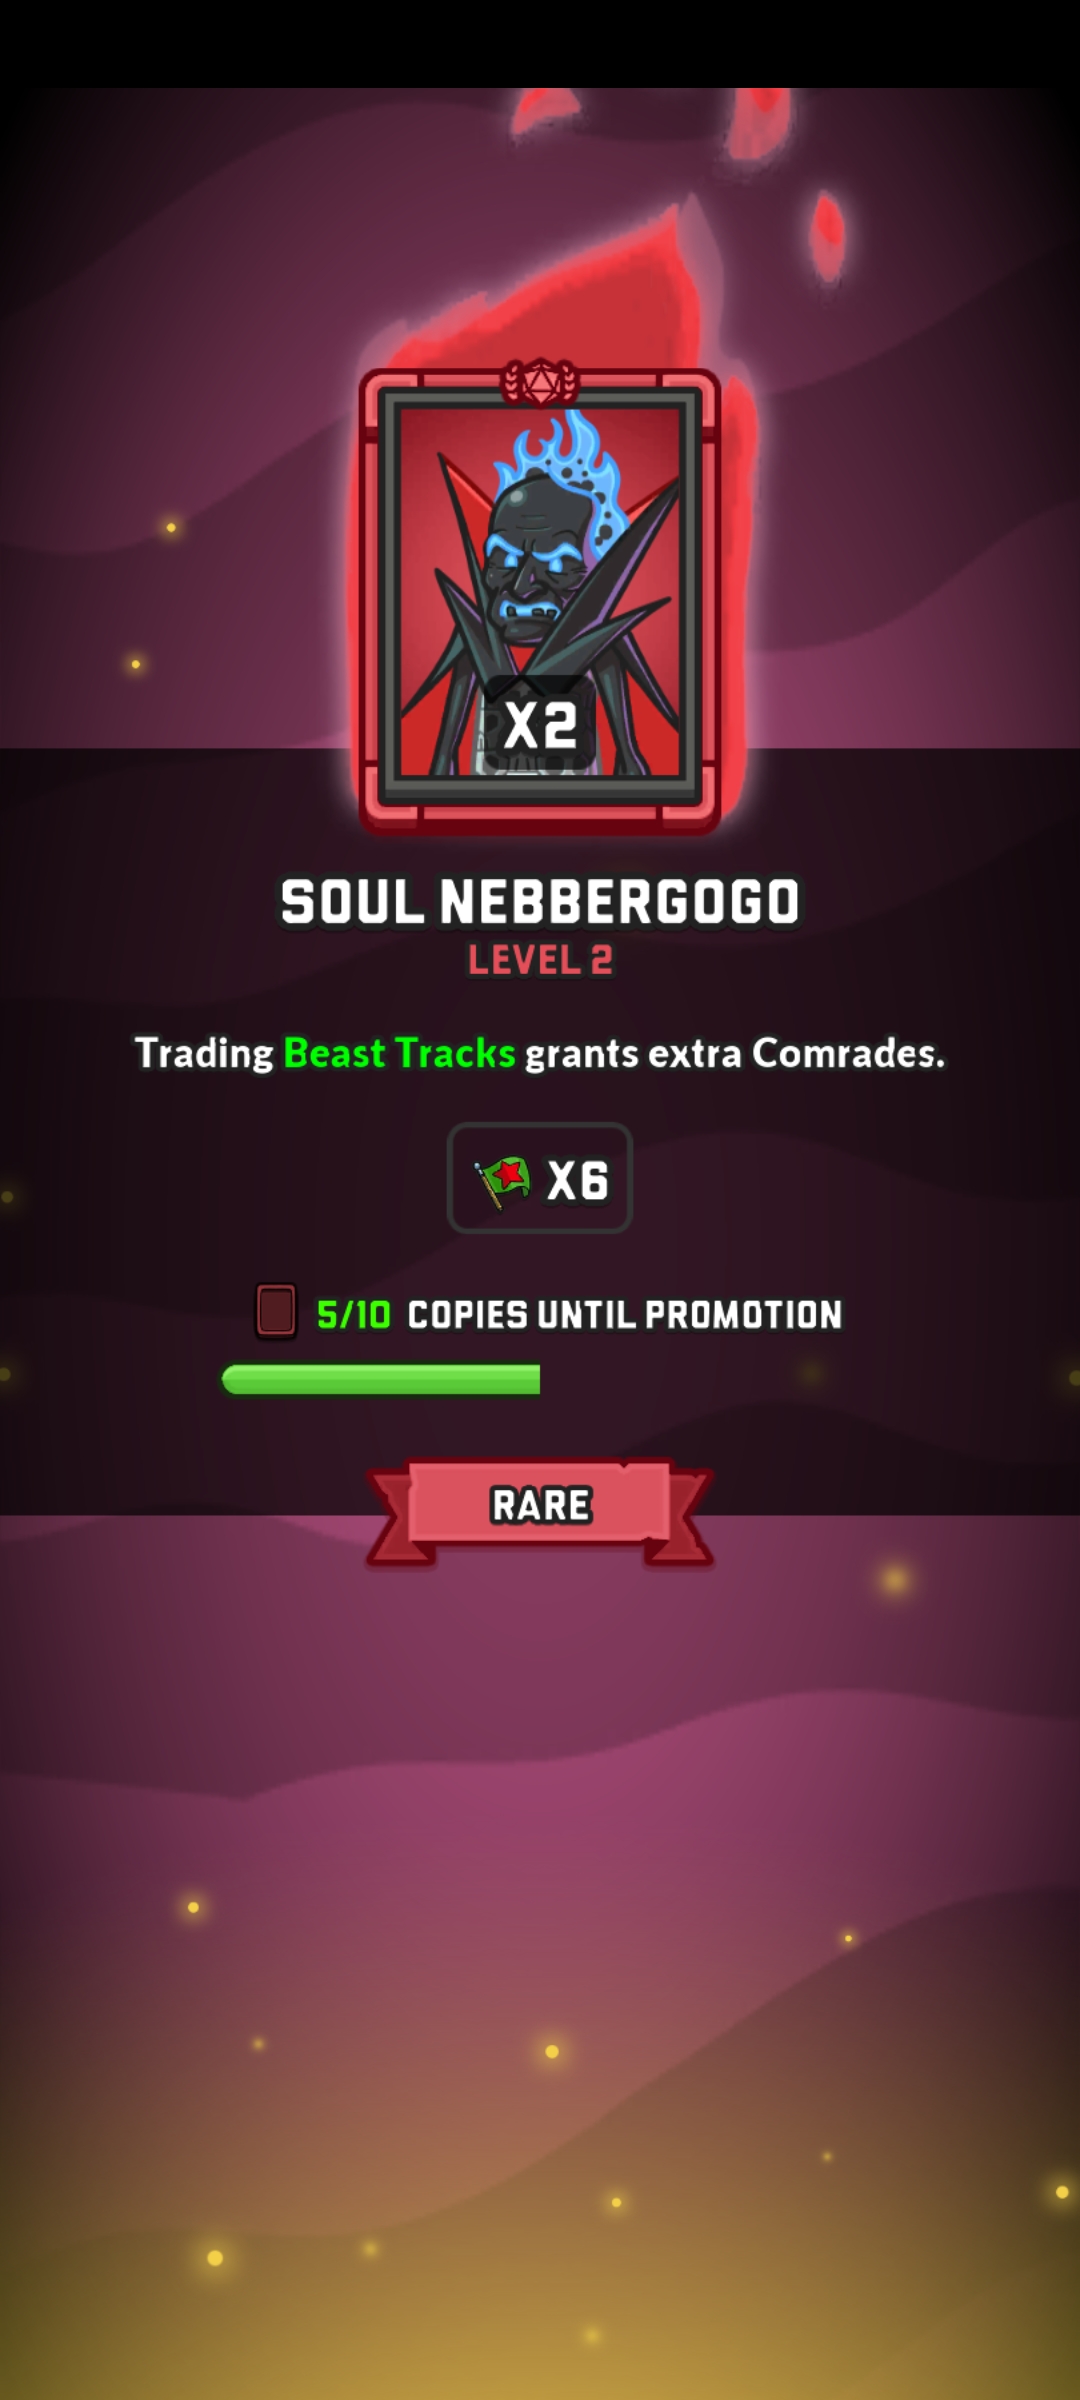 X2
SOUL NEBBERGOGO
LEVEL 2
Trading Beast Tracks grants extra Comrades.
X6
5/10 COPIES UNTIL PROMOTION
RARE